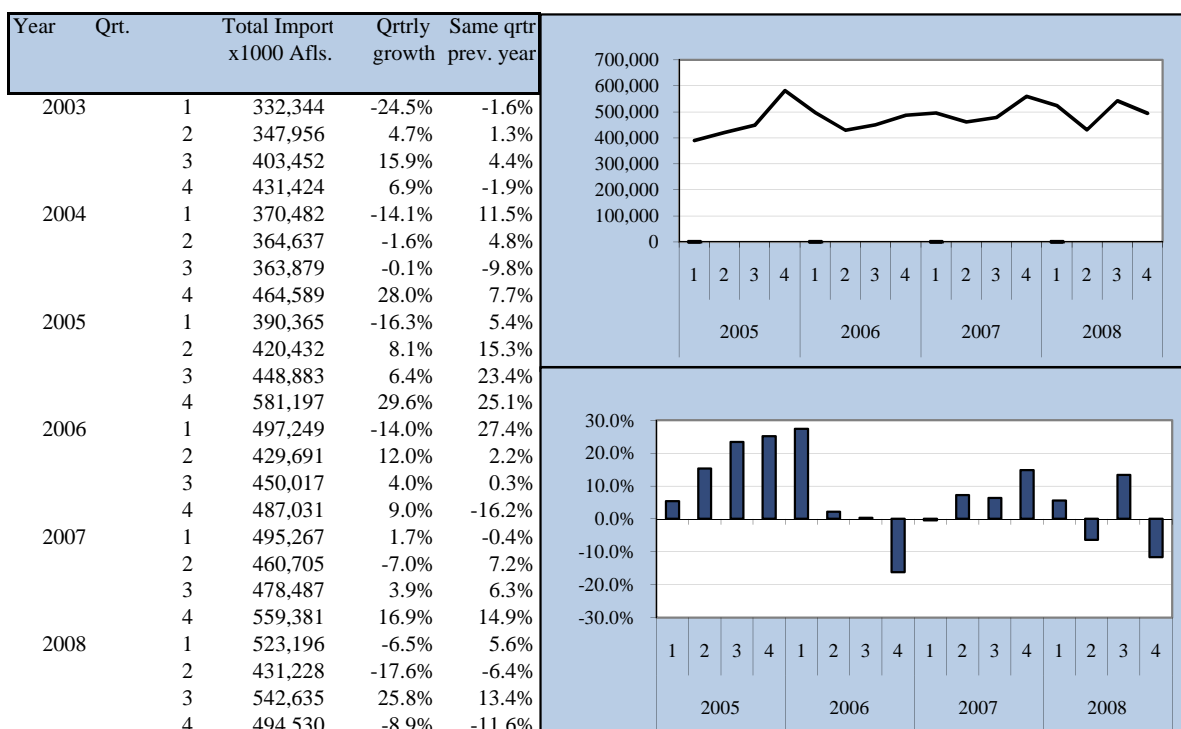 Year Qrt. Total Import Qrtrly Same qrtr
x1000 Afls. growth prev. year
2003 1 332,344 -24.5% -1.6%
2 347,956 4.7% 1.3%
3 403,452 15.9% 4.4%
4 431,424 6.9% -1.9%
2004 1 370,482 -14.1% 11.5%
2 364,637 -1.6% 4.8%
3 363,879 -0.1% -9.8%
4 464,589 28.0% 7.7%
2005 1 390,365 -16.3% 5.4%
2 420,432 8.1% 15.3%
3 448,883 6.4% 23.4%
4 581,197 29.6% 25.1%
2006 1 497,249 -14.0% 27.4%
2 429,691 12.0% 2.2%
3 450,017 4.0% 0.3%
4 487,031 9.0% -16.2%
2007 1 495,267 1.7% -0.4%
2 460,705 -7.0% 7.2%
3 478,487 3.9% 6.3%
4 559,381 16.9% 14.9%
2008 1 523,196 -6.5% 5.6%
2 431,228 -17.6% -6.4%
3 542,635 25.8% 13.4%
4 494,530 -8.9% -11.6%
700,000
600,000
500,000
400,000
300,000
200,000
100,000
0
1 2 3 4 1 2 3 4 1 2 3 4 1 2 3 4
2005 2006 2007 2008
30.0%
20.0%
10.0%
0.0%
-10.0%
-20.0%
-30.0%
1 2 3 4 1 2 3 4 1 2 3 4 1 2 3 4
2005 2006 2007 2008